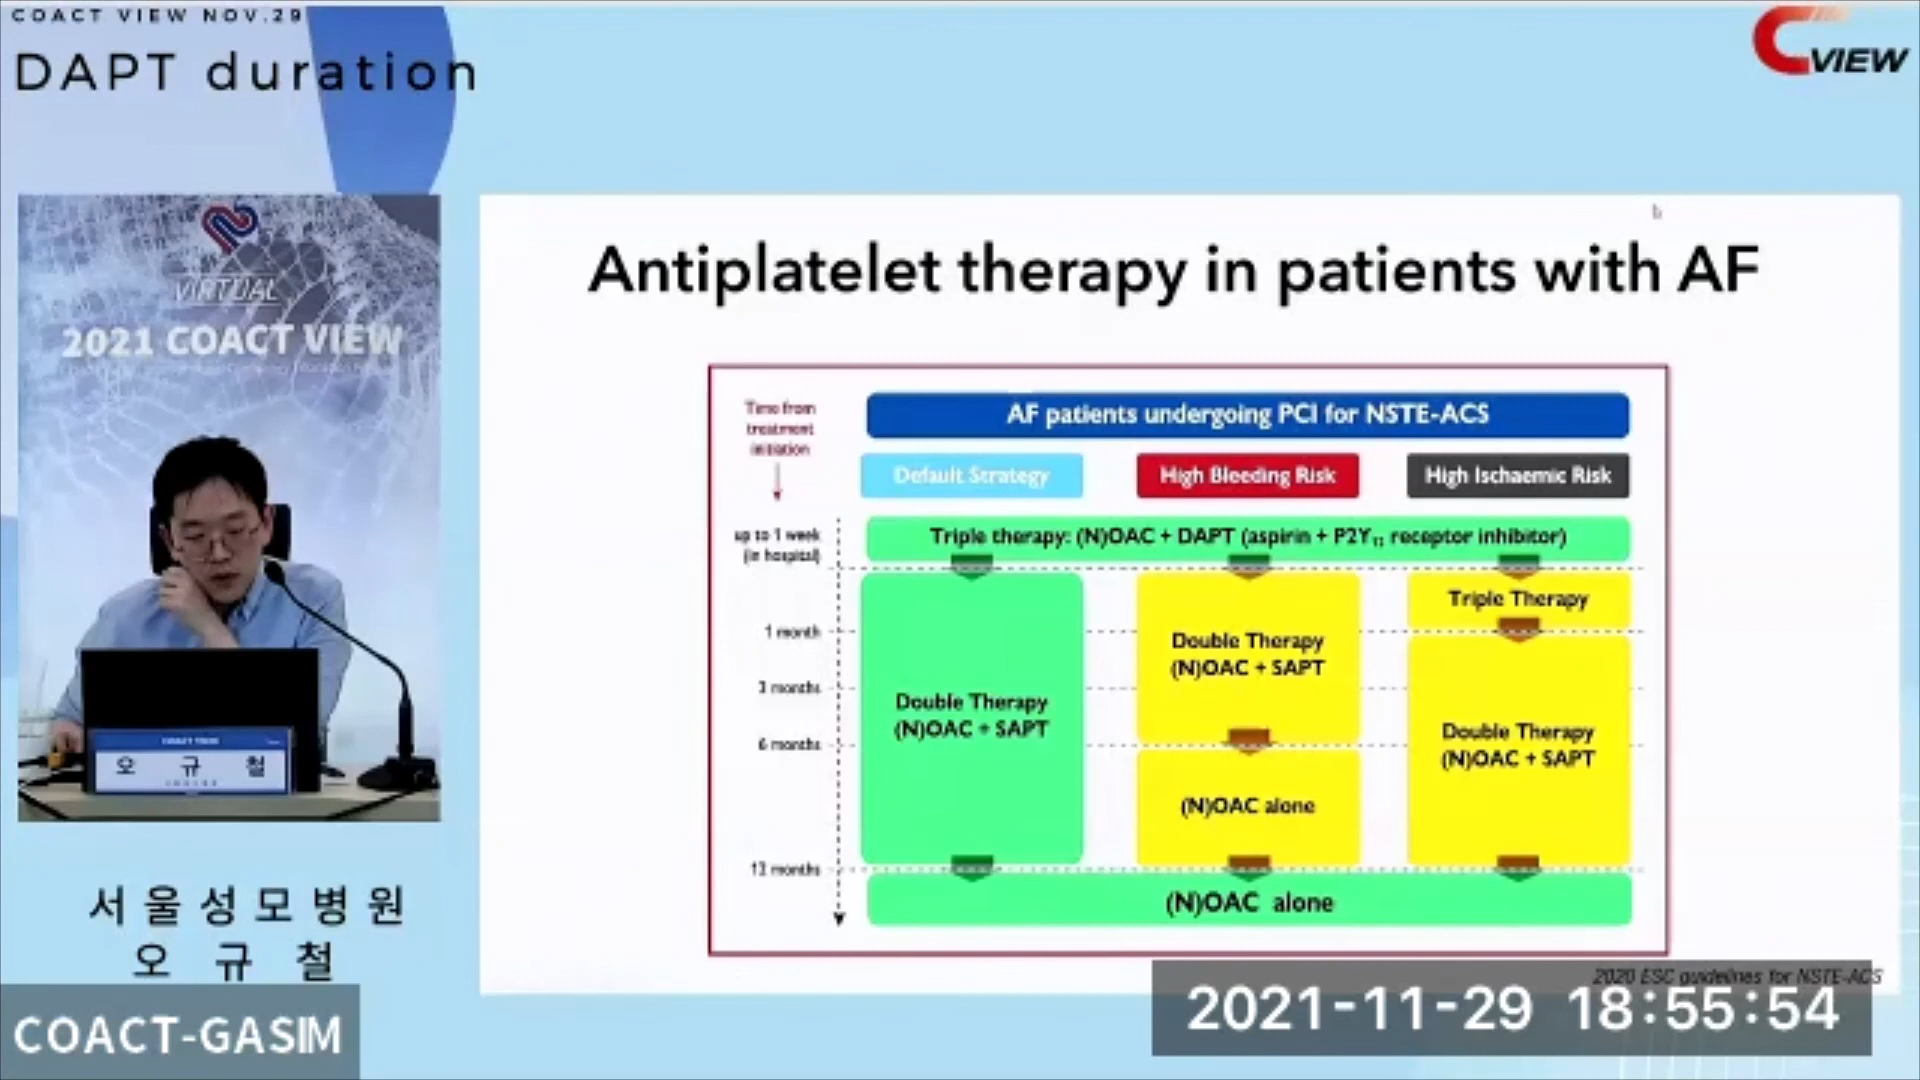 COACT VIEW NOV.29
DAPT duration
CVIEW
VIRTUAL
2021 COACT VIEW
오 규 철
서울성모병원
오 규 철
COACT-GASIM
Antiplatelet therapy in patients with AF
Time from
treatment
initiation
AF patients undergoing PCI for NSTE-ACS
Default Strategy
High Bleeding Risk
High Ischaemic Risk
up to 1 week
(in hospital)
Triple therapy: (N)OAC + DAPT (aspirin + P2Y₁₂ receptor inhibitor)
1 month
3 months
6 months
12 months
Double Therapy
(N)OAC + SAPT
Double Therapy
(N)OAC + SAPT
(N)OAC alone
Triple Therapy
Double Therapy
(N)OAC + SAPT
(N)OAC alone
2020 ESC guidelines for NSTE-ACS
2021-11-29 18:55:54